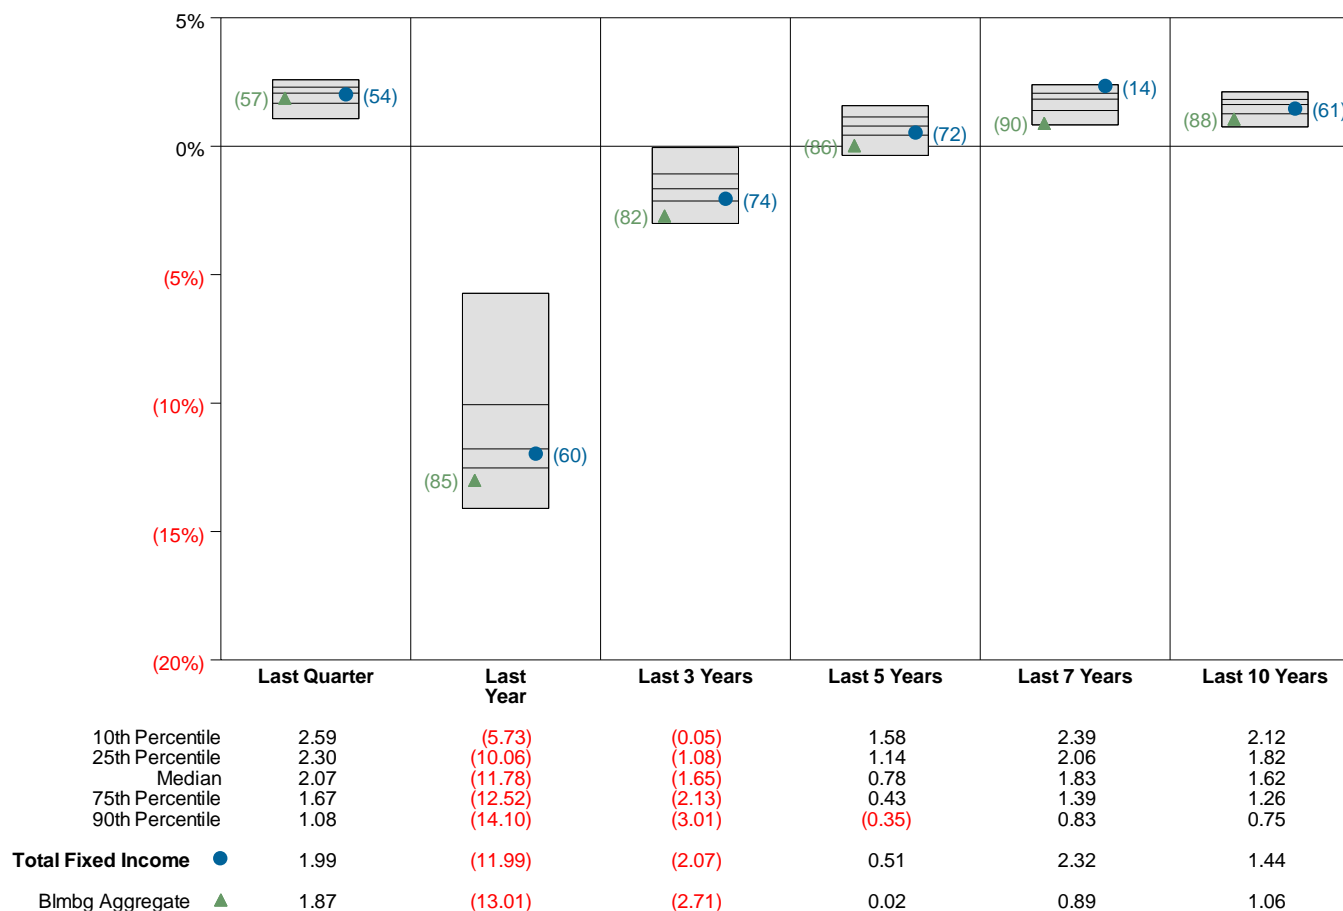 5%
0%
(5%)
(10%)
(15%)
(20%)
(57) (54)
(85) (60)
(82) (74)
(86) (72)
(90) (14)
(88) (61)
Last Quarter Last Year Last 3 Years Last 5 Years Last 7 Years Last 10 Years
10th Percentile 2.59 (5.73) (0.05) 1.58 2.39 2.12
25th Percentile 2.30 (10.06) (1.08) 1.14 2.06 1.82
Median 2.07 (11.78) (1.65) 0.78 1.83 1.62
75th Percentile 1.67 (12.52) (2.13) 0.43 1.39 1.26
90th Percentile 1.08 (14.10) (3.01) (0.35) 0.83 0.75
Total Fixed Income 1.99 (11.99) (2.07) 0.51 2.32 1.44
Blmbg Aggregate 1.87 (13.01) (2.71) 0.02 0.89 1.06